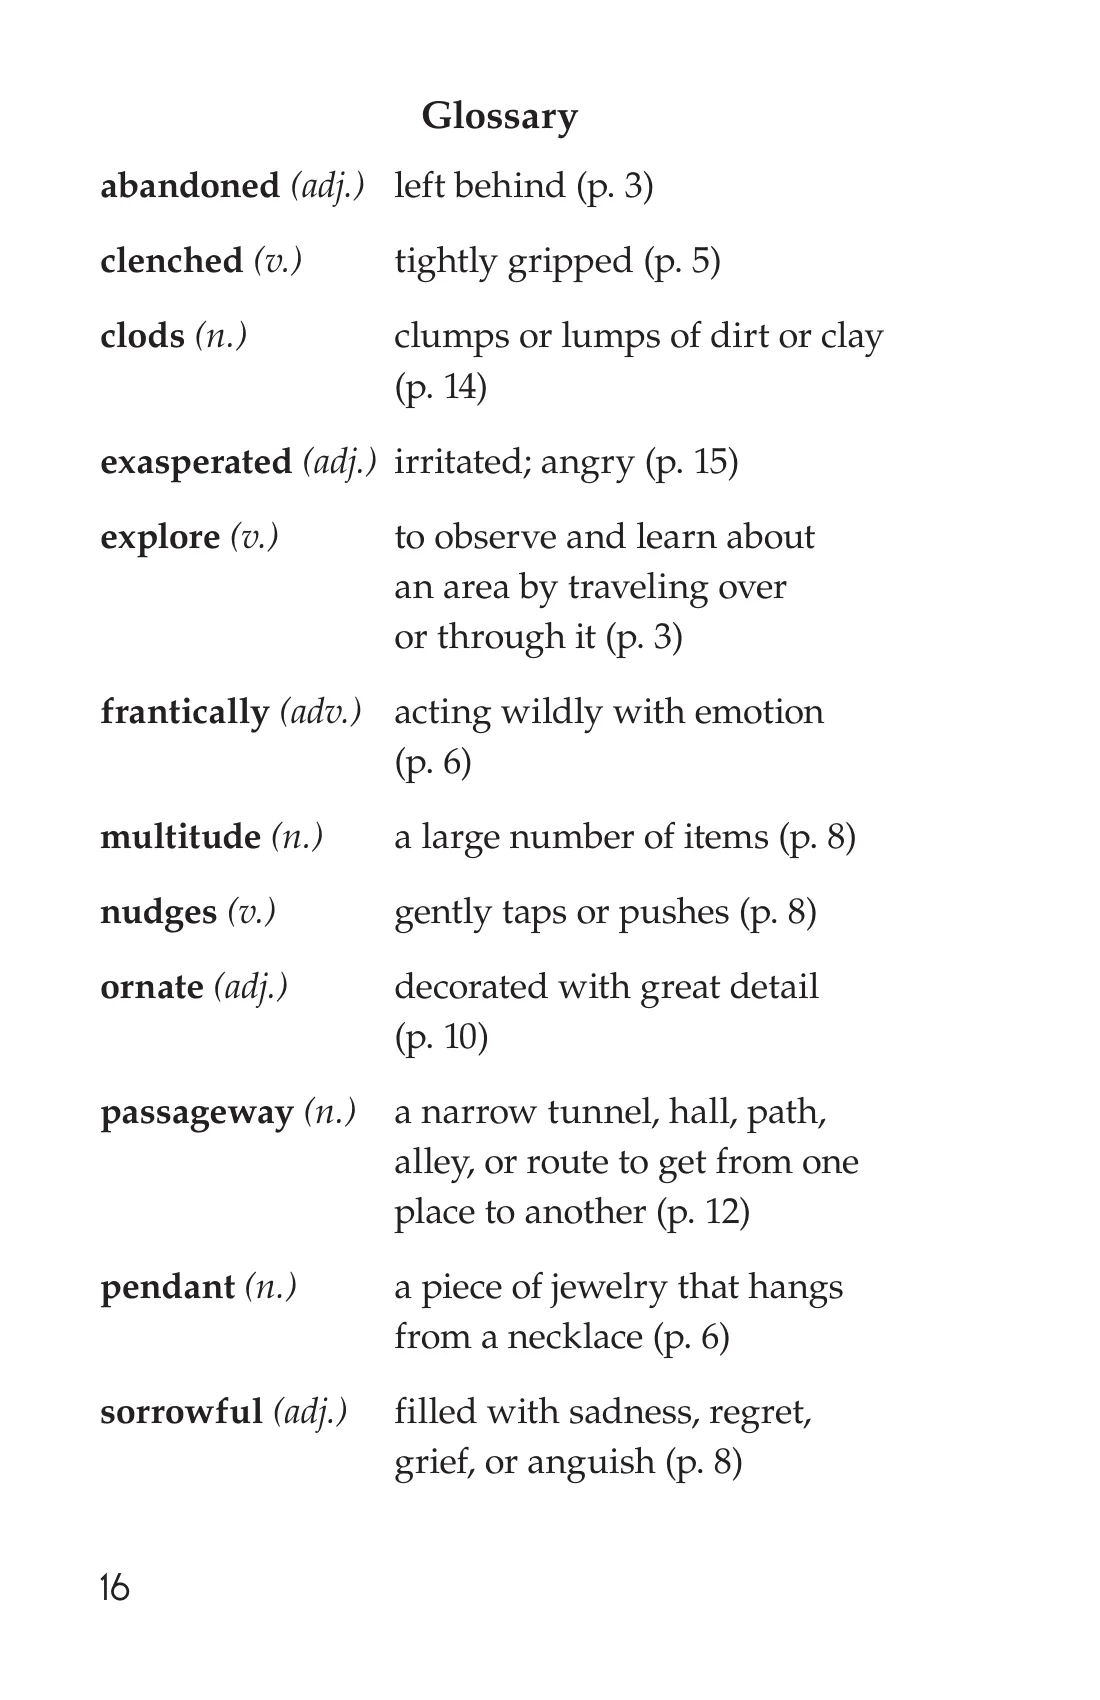 Glossary
abandoned (adj.) left behind (p. 3)
clenched (v.) tightly gripped (p. 5)
clods (n.) clumps or lumps of dirt or clay
(p. 14)
exasperated (adj.) irritated; angry (p. 15)
explore (v.) to observe and learn about
an area by traveling over
or through it (p. 3)
frantically (adv.) acting wildly with emotion
(p. 6)
multitude (n.) a large number of items (p. 8)
nudges (v.) gently taps or pushes (p. 8)
ornate (adj.) decorated with great detail
(p. 10)
passageway (n.) a narrow tunnel, hall, path,
alley, or route to get from one
place to another (p. 12)
pendant (n.) a piece of jewelry that hangs
from a necklace (p. 6)
sorrowful (adj.) filled with sadness, regret,
grief, or anguish (p. 8)
16